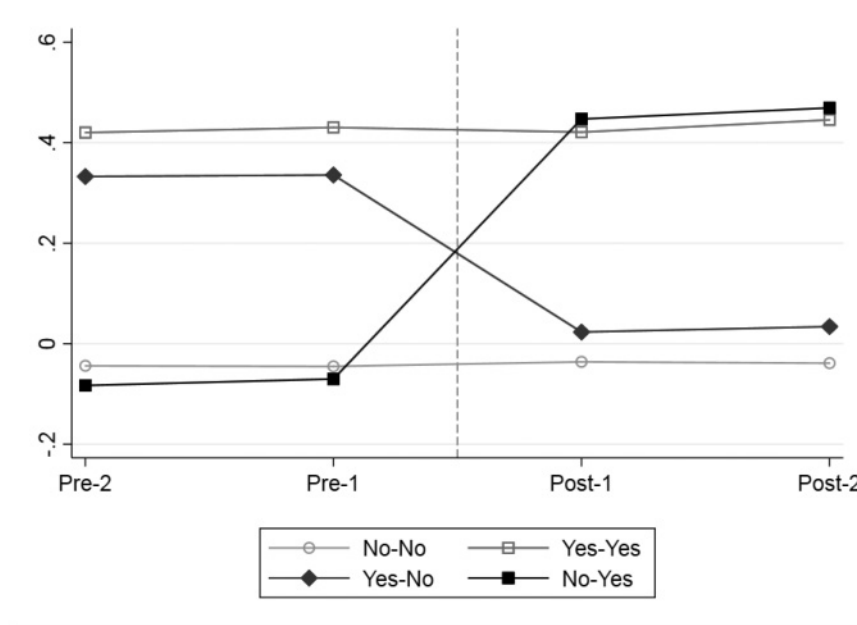 .6
.4
.2
0
-.2
Pre-2 Pre-1 Post-1 Post-2
No-No Yes-Yes
Yes-No No-Yes